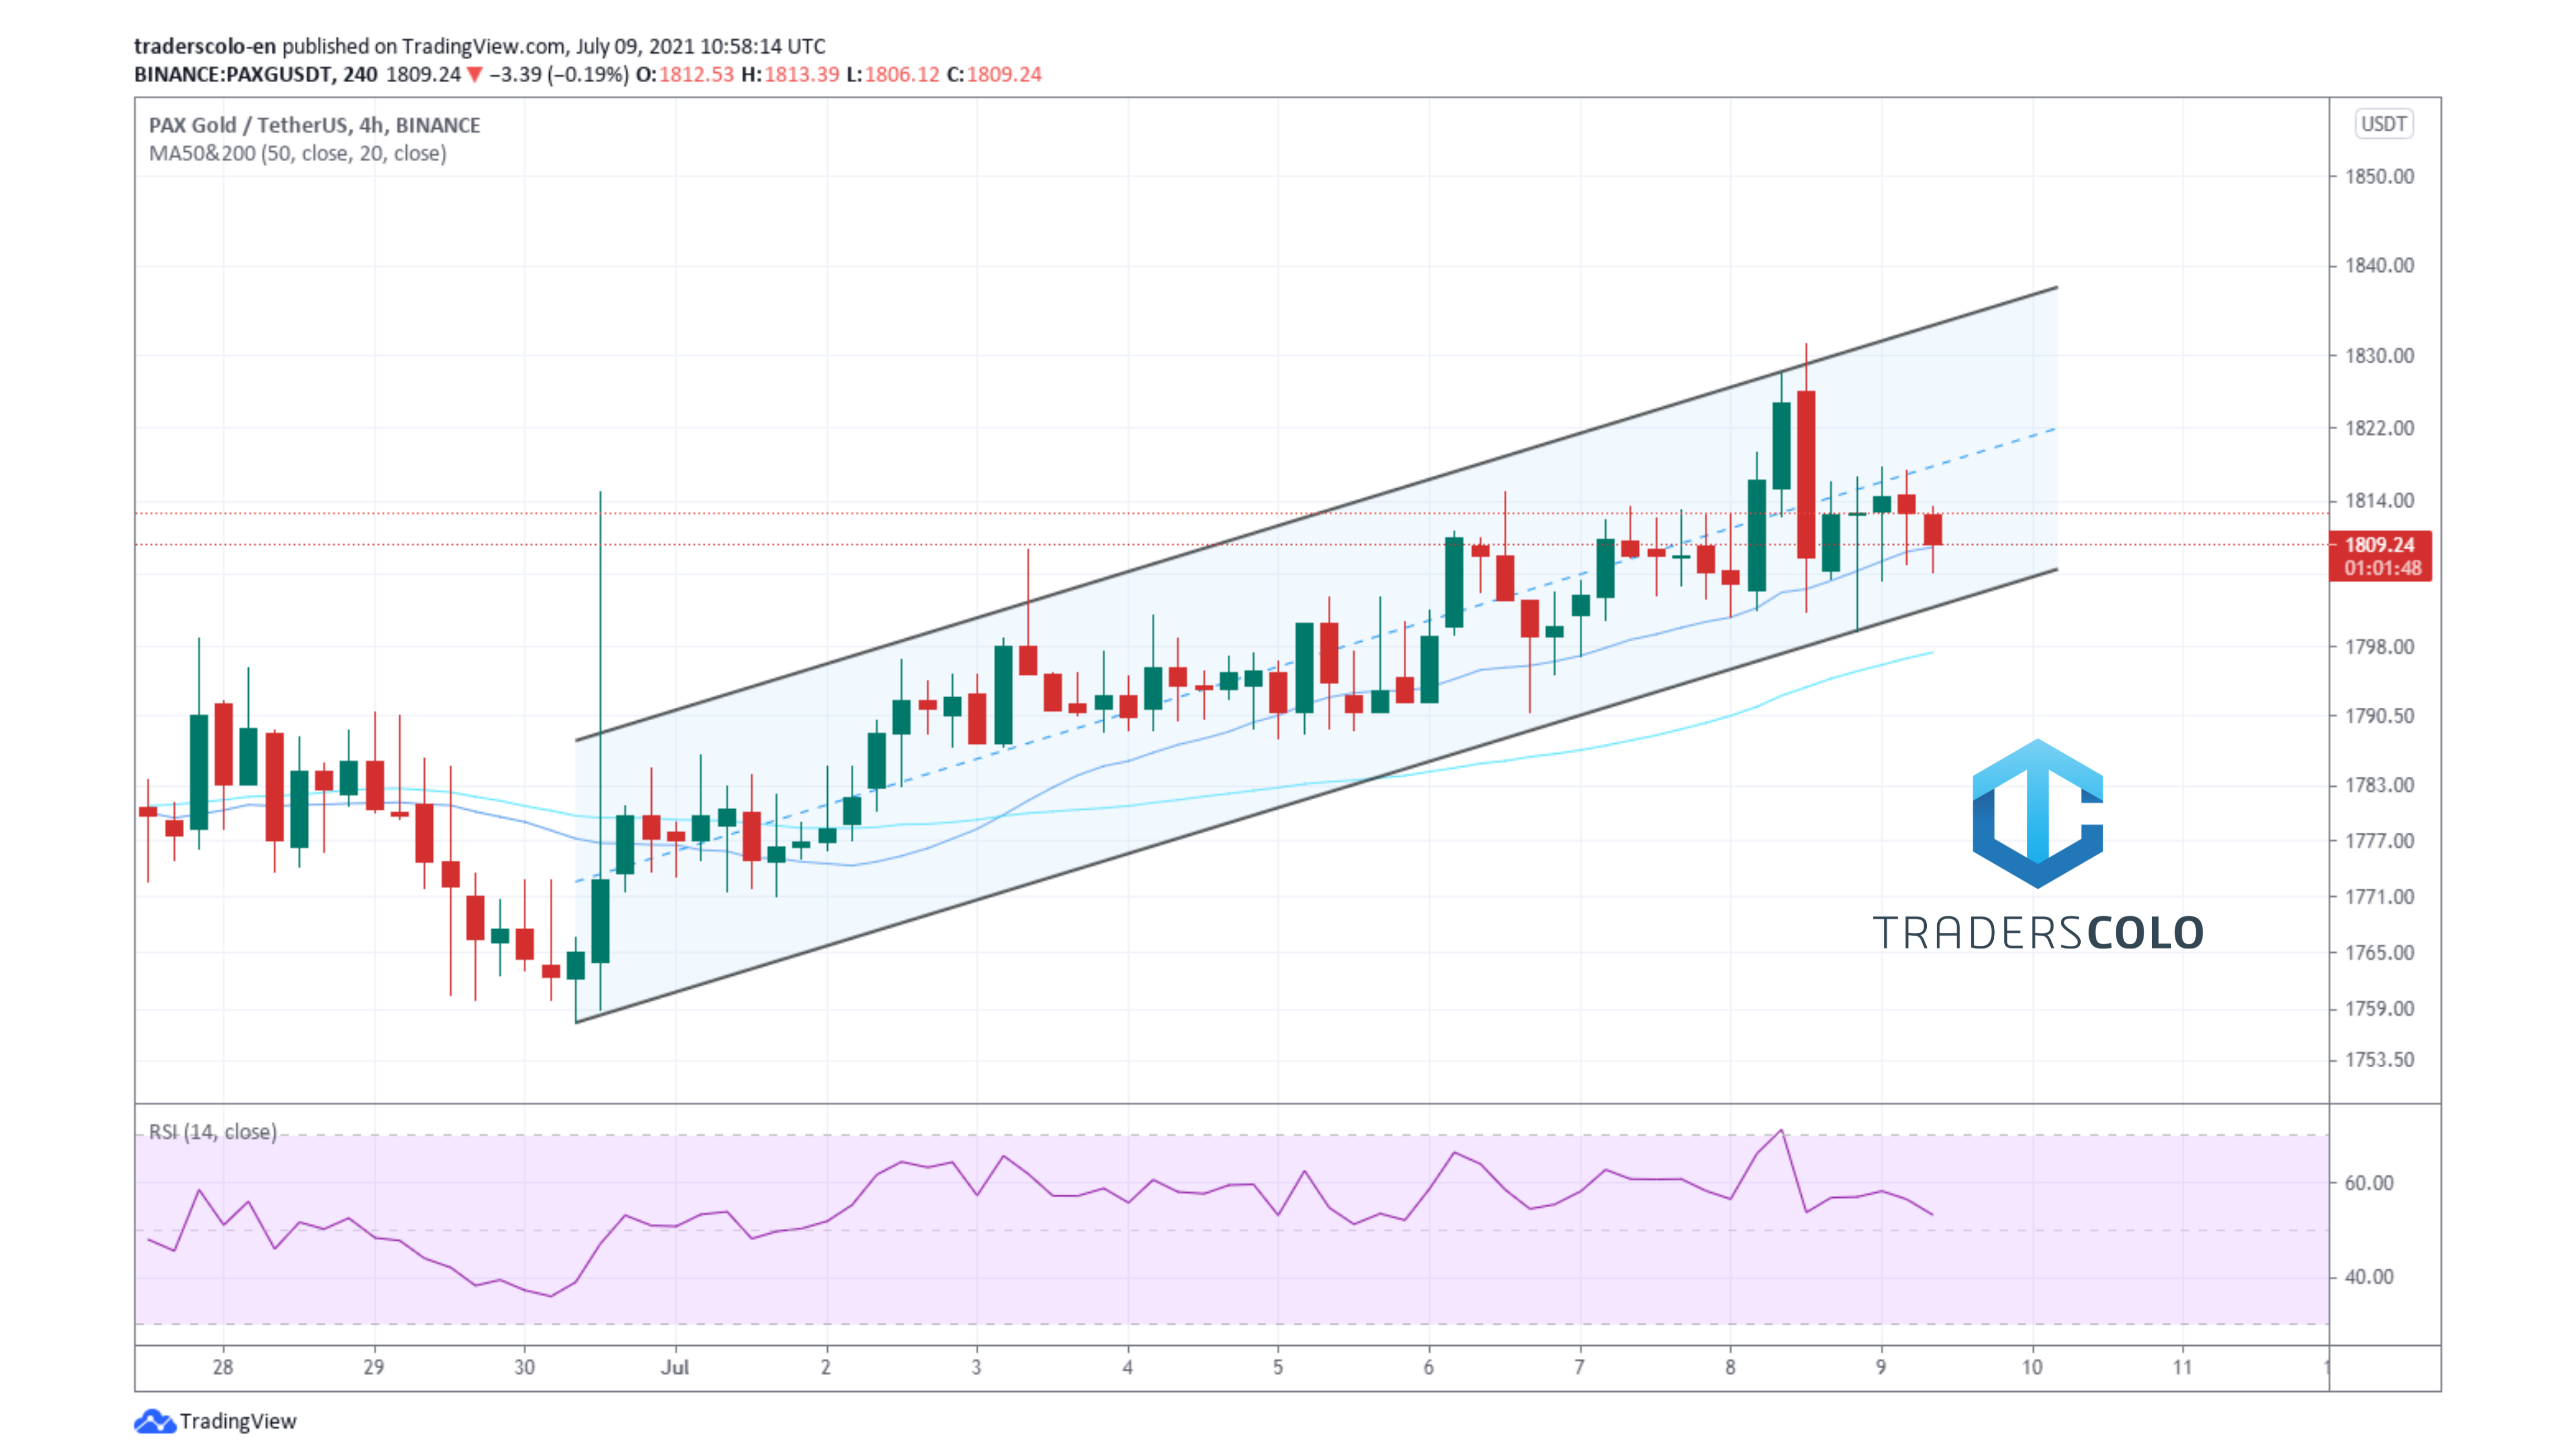 traderscolo-en published on TradingView.com, July 09, 2021 10:58:14 UTC
BINANCE:PAXGUSDT, 240 1809.24 ▼ −3.39 (−0.19%) O:1812.53 H:1813.39 L:1806.12 C:1809.24
PAX Gold / TetherUS, 4h, BINANCE
MA50&200 (50, close, 20, close)
USDT
1850.00
1840.00
1830.00
1822.00
1814.00
1809.24
01:01:48
1798.00
1790.50
1783.00
1777.00
1771.00
1765.00
1759.00
1753.50
TRADERSCOLO
RSI (14, close)
60.00
40.00
28 29 30 Jul 2 3 4 5 6 7 8 9 10 11
TradingView